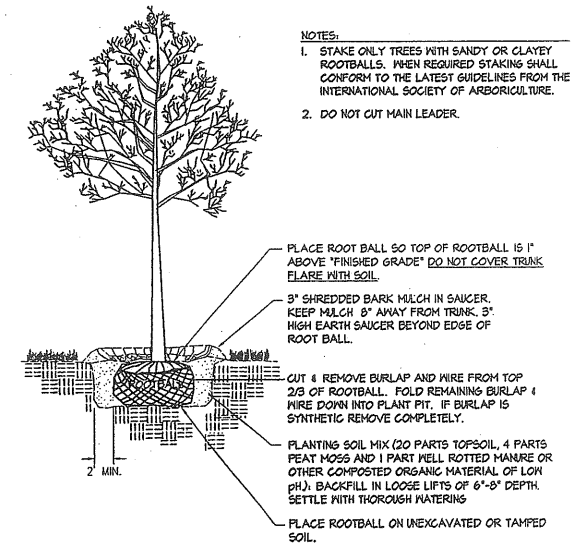 NOTES:
1. STAKE ONLY TREES WITH SANDY OR CLAYEY
ROOTBALLS. WHEN REQUIRED STAKING SHALL
CONFORM TO THE LATEST GUIDELINES FROM THE
INTERNATIONAL SOCIETY OF ARBORICULTURE.
2. DO NOT CUT MAIN LEADER.
PLACE ROOT BALL SO TOP OF ROOTBALL IS 1"
ABOVE "FINISHED GRADE" DO NOT COVER TRUNK
FLARE WITH SOIL.
3" SHREDDED BARK MULCH IN SAUCER.
KEEP MULCH 8" AWAY FROM TRUNK. 3"
HIGH EARTH SAUCER BEYOND EDGE OF
ROOT BALL.
CUT & REMOVE BURLAP AND WIRE FROM TOP
2/3 OF ROOTBALL. FOLD REMAINING BURLAP &
WIRE DOWN INTO PLANT PIT. IF BURLAP IS
SYNTHETIC REMOVE COMPLETELY.
ROOTBALL
PLANTING SOIL MIX (20 PARTS TOPSOIL, 4 PARTS
PEAT MOSS AND 1 PART WELL ROTTED MANURE OR
OTHER COMPOSTED ORGANIC MATERIAL OF LOW
pH.): BACKFILL IN LOOSE LIFTS OF 6"-8" DEPTH.
SETTLE WITH THOROUGH WATERING
2' MIN.
PLACE ROOTBALL ON UNEXCAVATED OR TAMPED
SOIL.